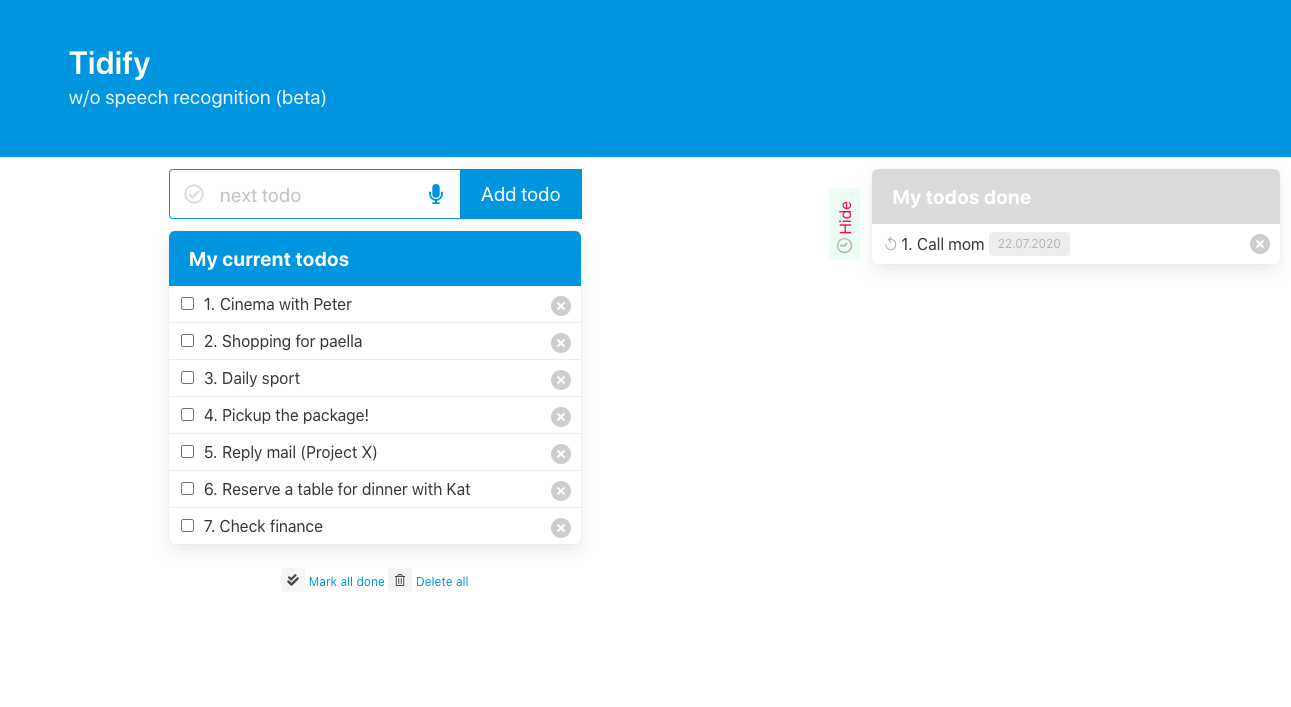 Tidify
w/o speech recognition (beta)
next todo
Add todo
My current todos
1. Cinema with Peter
2. Shopping for paella
3. Daily sport
4. Pickup the package!
5. Reply mail (Project X)
6. Reserve a table for dinner with Kat
7. Check finance
Mark all done
Delete all
Hide
My todos done
1. Call mom 22.07.2020